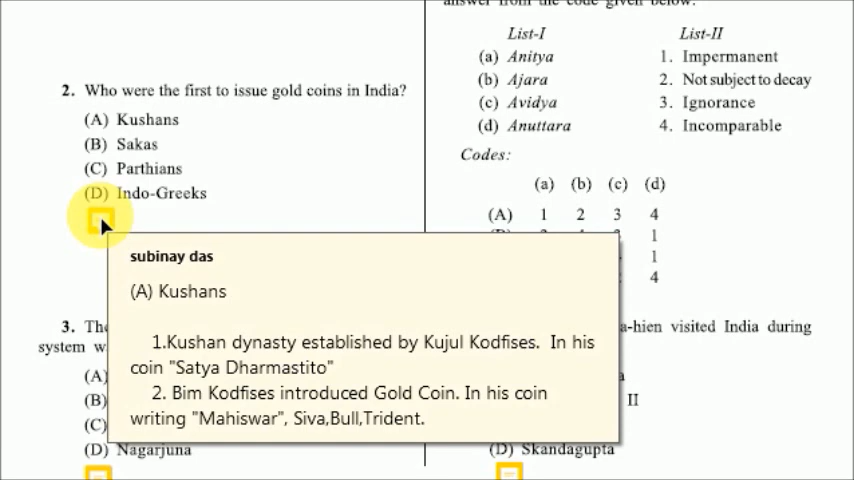 answer from the code given below:
List-I List-II
(a) Anitya 1. Impermanent
(b) Ajara 2. Not subject to decay
(c) Avidya 3. Ignorance
(d) Anuttara 4. Incomparable
Codes:
(a) (b) (c) (d)
(A) 1 2 3 4
1
1
4
2. Who were the first to issue gold coins in India?
(A) Kushans
(B) Sakas
(C) Parthians
(D) Indo-Greeks
subinay das
(A) Kushans
1.Kushan dynasty established by Kujul Kodfises. In his
coin "Satya Dharmastito"
2. Bim Kodfises introduced Gold Coin. In his coin
writing "Mahiswar", Siva,Bull,Trident.
3. The
system w
(A)
(B)
(C)
(D) Nagarjuna
a-hien visited India during
a
II
(D) Skandagupta